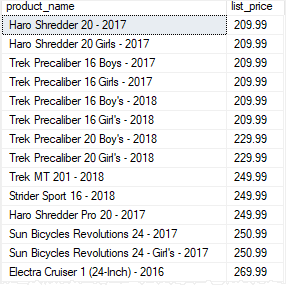 product_name list_price
Haro Shredder 20 - 2017 209.99
Haro Shredder 20 Girls - 2017 209.99
Trek Precaliber 16 Boys - 2017 209.99
Trek Precaliber 16 Girls - 2017 209.99
Trek Precaliber 16 Boy's - 2018 209.99
Trek Precaliber 16 Girl's - 2018 209.99
Trek Precaliber 20 Boy's - 2018 229.99
Trek Precaliber 20 Girl's - 2018 229.99
Trek MT 201 - 2018 249.99
Strider Sport 16 - 2018 249.99
Haro Shredder Pro 20 - 2017 249.99
Sun Bicycles Revolutions 24 - 2017 250.99
Sun Bicycles Revolutions 24 - Girl's - 2017 250.99
Electra Cruiser 1 (24-Inch) - 2016 269.99